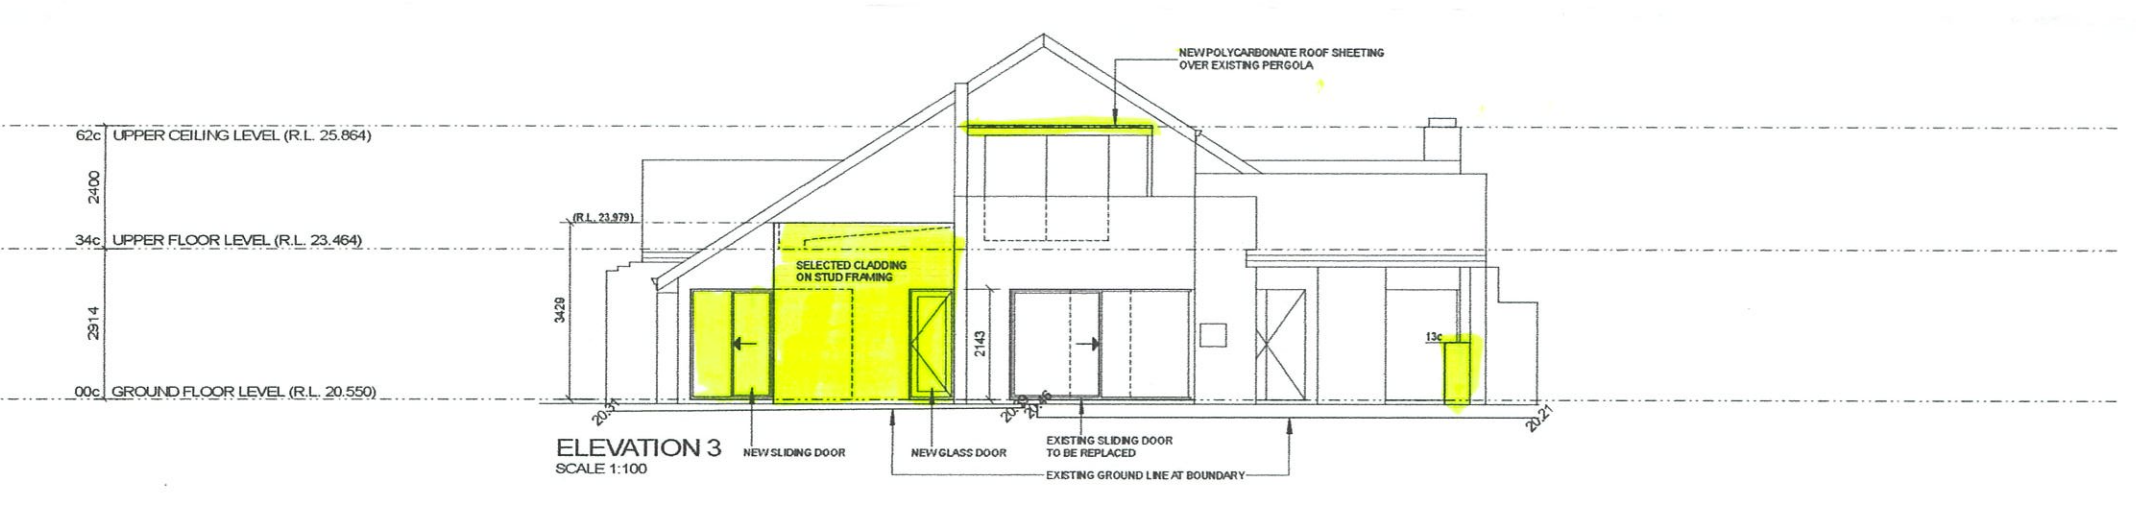 NEW POLYCARBONATE ROOF SHEETING
OVER EXISTING PERGOLA
62c UPPER CEILING LEVEL (R.L. 25.864)
2400
(R.L. 23.979)
34c UPPER FLOOR LEVEL (R.L. 23.464)
SELECTED CLADDING
ON STUD FRAMING
3429
2914
2143
13c
00c GROUND FLOOR LEVEL (R.L. 20.550)
20.46
20.21
ELEVATION 3
SCALE 1:100
NEW SLIDING DOOR
NEW GLASS DOOR
EXISTING SLIDING DOOR
TO BE REPLACED
EXISTING GROUND LINE AT BOUNDARY